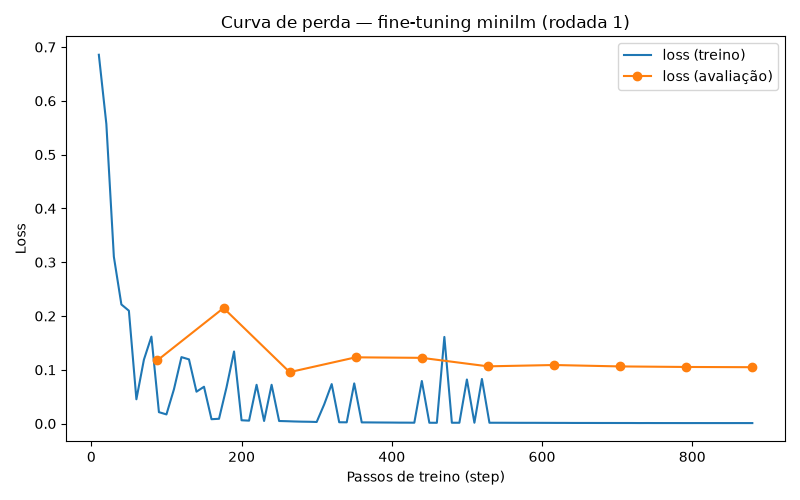 Curva de perda — fine-tuning minilm (rodada 1)
loss (treino)
loss (avaliação)
Loss
0.7
0.6
0.5
0.4
0.3
0.2
0.1
0.0
0 200 400 600 800
Passos de treino (step)